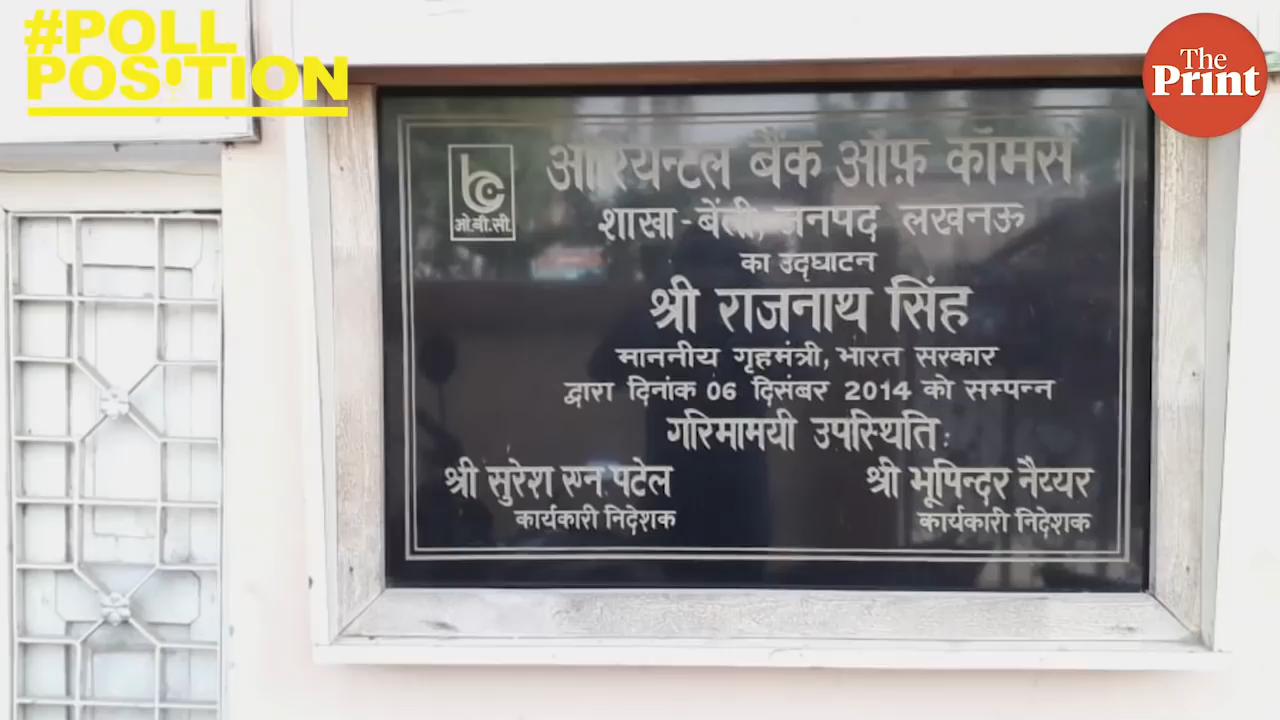 #POLL
POSITION
The
Print
ओरियन्टल बैंक ऑफ़ कॉमर्स
ओ.बी.सी.
शाखा - बेंती, जनपद लखनऊ
का उद्घाटन
श्री राजनाथ सिंह
माननीय गृहमंत्री, भारत सरकार
द्वारा दिनांक 06 दिसंबर 2014 को सम्पन्न
गरिमामयी उपस्थिति :
श्री सुरेश एन पटेल
श्री भूपिन्दर नैय्यर
कार्यकारी निदेशक
कार्यकारी निदेशक